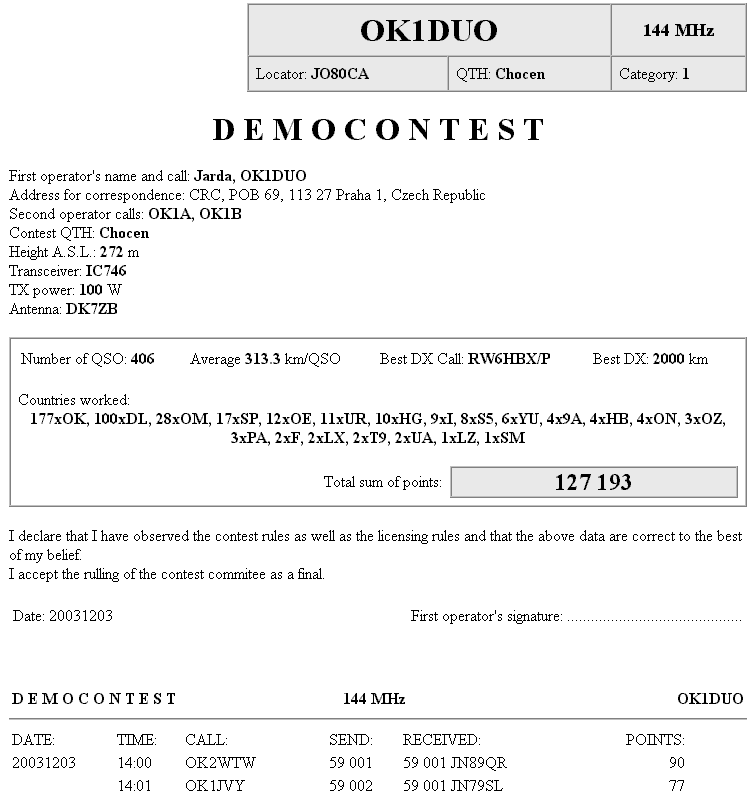 OK1DUO 144 MHz
Locator: JO80CA QTH: Chocen Category: 1
D E M O C O N T E S T
First operator's name and call: Jarda, OK1DUO
Address for correspondence: CRC, POB 69, 113 27 Praha 1, Czech Republic
Second operator calls: OK1A, OK1B
Contest QTH: Chocen
Height A.S.L.: 272 m
Transceiver: IC746
TX power: 100 W
Antenna: DK7ZB
Number of QSO: 406 Average 313.3 km/QSO Best DX Call: RW6HBX/P Best DX: 2000 km
Countries worked:
177xOK, 100xDL, 28xOM, 17xSP, 12xOE, 11xUR, 10xHG, 9xI, 8xS5, 6xYU, 4x9A, 4xHB, 4xON, 3xOZ,
3xPA, 2xF, 2xLX, 2xT9, 2xUA, 1xLZ, 1xSM
Total sum of points: 127 193
I declare that I have observed the contest rules as well as the licensing rules and that the above data are correct to the best
of my belief.
I accept the rulling of the contest commitee as a final.
Date: 20031203 First operator's signature: ............................................
D E M O C O N T E S T 144 MHz OK1DUO
DATE: TIME: CALL: SEND: RECEIVED: POINTS:
20031203 14:00 OK2WTW 59 001 59 001 JN89QR 90
14:01 OK1JVY 59 002 59 001 JN79SL 77